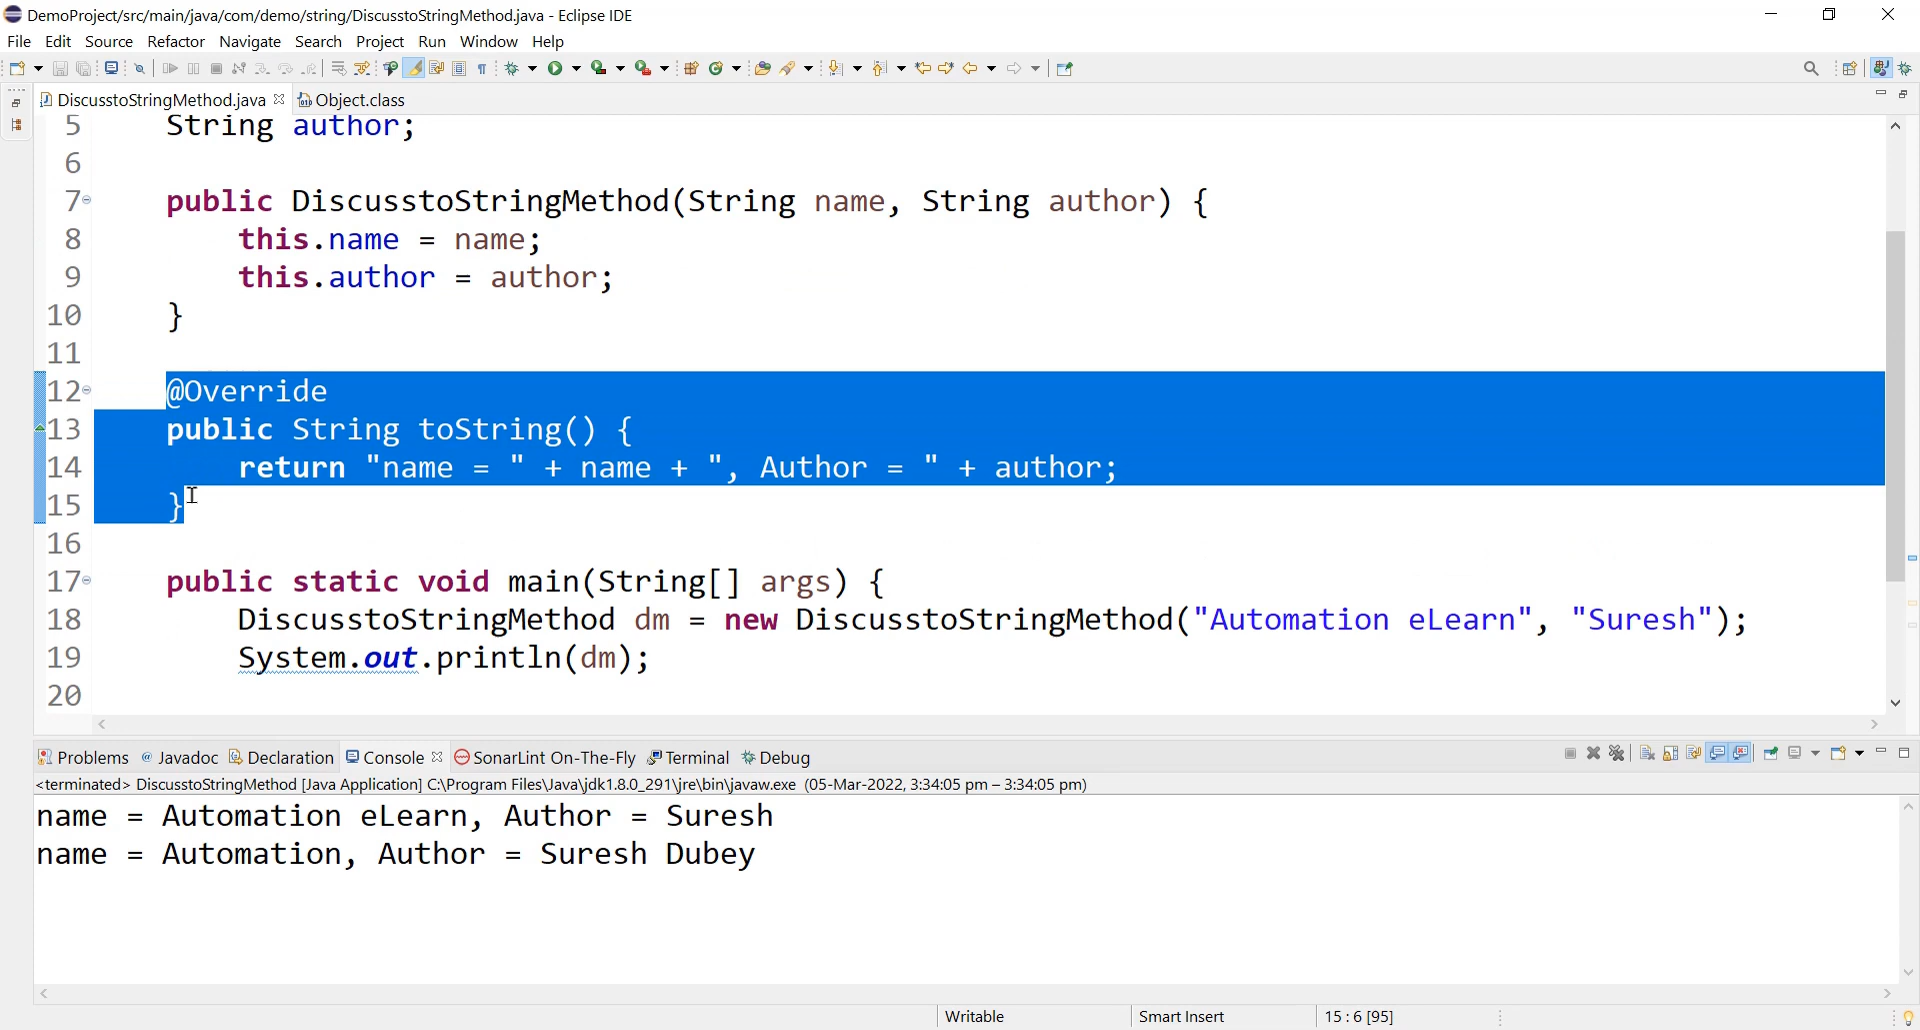 DemoProject/src/main/java/com/demo/string/DiscusstoStringMethod.java - Eclipse IDE
File Edit Source Refactor Navigate Search Project Run Window Help
DiscusstoStringMethod.java Object.class
5 String author;
6
7 public DiscusstoStringMethod(String name, String author) {
8 this.name = name;
9 this.author = author;
10 }
11
12 @Override
13 public String toString() {
14 return "name = " + name + ", Author = " + author;
15 }
16
17 public static void main(String[] args) {
18 DiscusstoStringMethod dm = new DiscusstoStringMethod("Automation eLearn", "Suresh");
19 System.out.println(dm);
20
Problems Javadoc Declaration Console SonarLint On-The-Fly Terminal Debug
<terminated> DiscusstoStringMethod [Java Application] C:\Program Files\Java\jdk1.8.0_291\jre\bin\javaw.exe (05-Mar-2022, 3:34:05 pm – 3:34:05 pm)
name = Automation eLearn, Author = Suresh
name = Automation, Author = Suresh Dubey
Writable Smart Insert 15 : 6 [95]